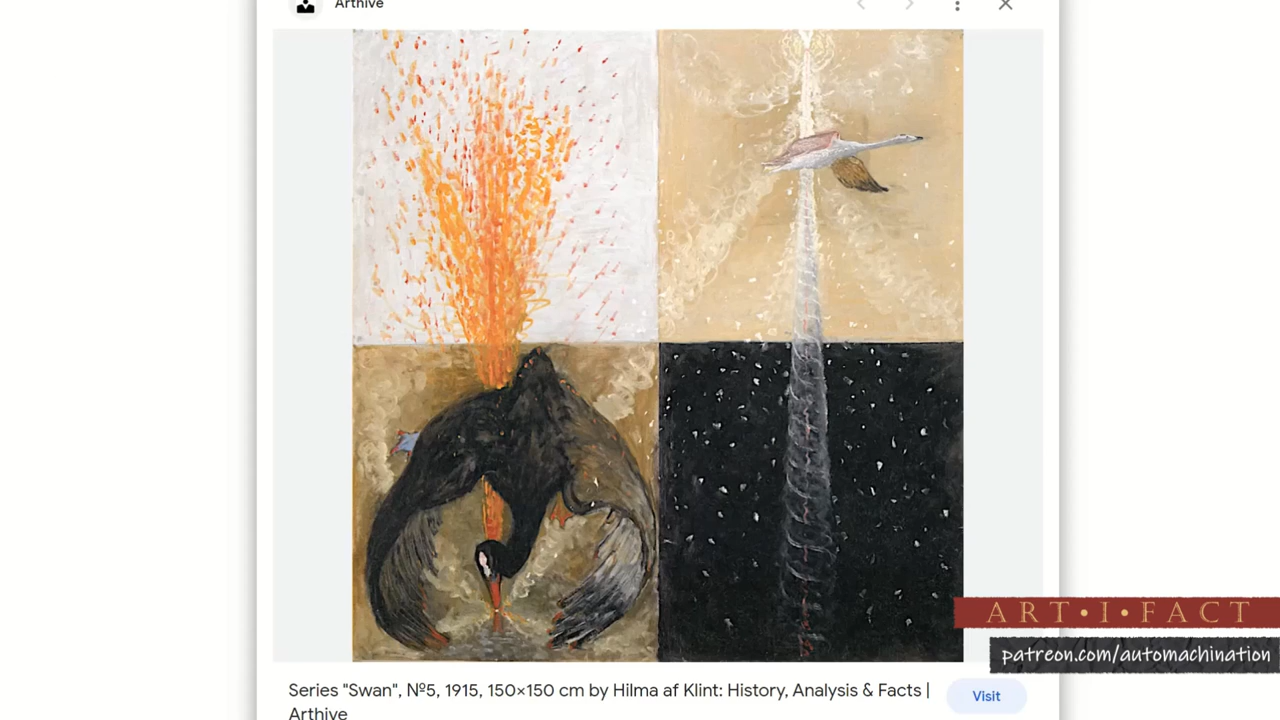 Arthive
ART•I•FACT
patreon.com/automachination
Series "Swan", №5, 1915, 150×150 cm by Hilma af Klint: History, Analysis & Facts |
Arthive
Visit